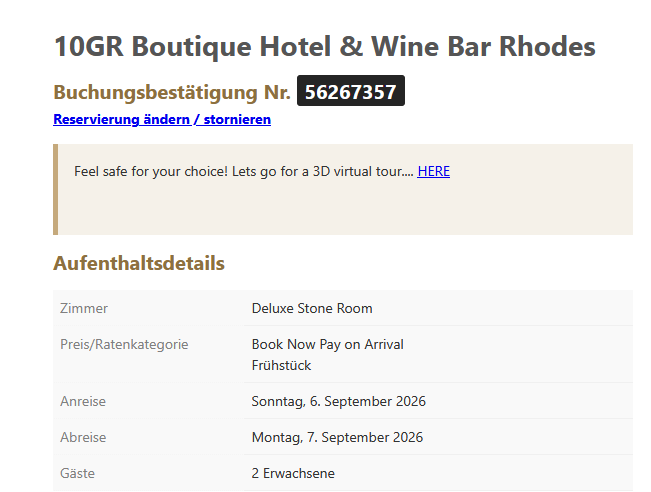 10GR Boutique Hotel & Wine Bar Rhodes
Buchungsbestätigung Nr. 56267357
Reservierung ändern / stornieren
Feel safe for your choice! Lets go for a 3D virtual tour.... HERE
Aufenthaltsdetails
Zimmer Deluxe Stone Room
Preis/Ratenkategorie Book Now Pay on Arrival
Frühstück
Anreise Sonntag, 6. September 2026
Abreise Montag, 7. September 2026
Gäste 2 Erwachsene